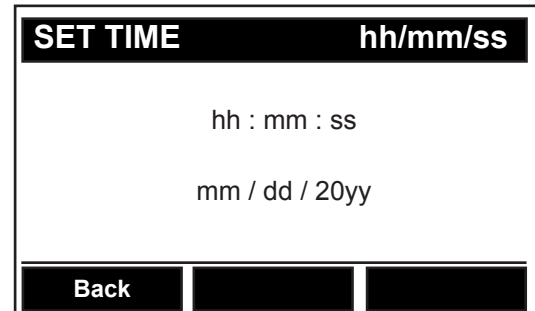 SET TIME hh/mm/ss
hh : mm : ss
mm / dd / 20yy
Back